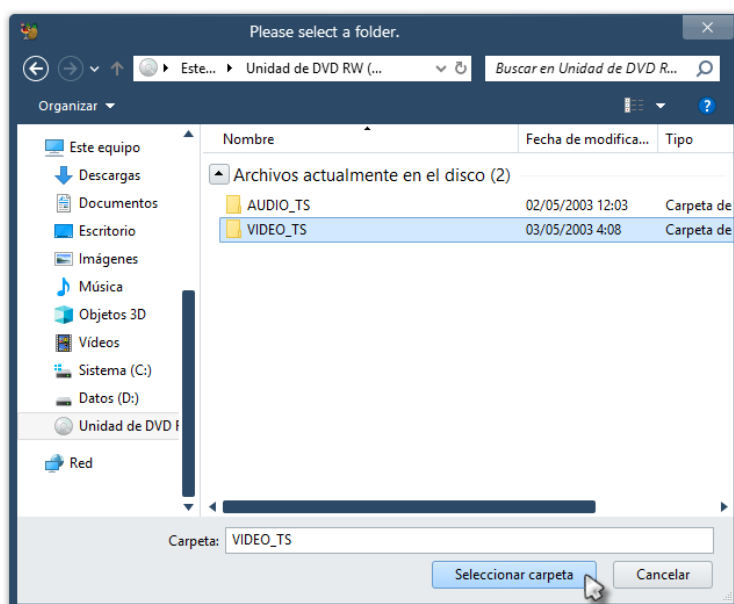 Please select a folder.
Este... Unidad de DVD RW (... Buscar en Unidad de DVD R...
Organizar ?
Este equipo
Descargas
Documentos
Escritorio
Imágenes
Música
Objetos 3D
Vídeos
Sistema (C:)
Datos (D:)
Unidad de DVD
Red
Nombre Fecha de modifica... Tipo
Archivos actualmente en el disco (2)
AUDIO_TS 02/05/2003 12:03 Carpeta de
VIDEO_TS 03/05/2003 4:08 Carpeta de
Carpeta: VIDEO_TS
Seleccionar carpeta Cancelar